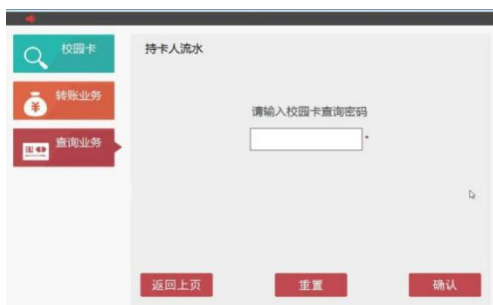 校园卡
转账业务
查询业务
持卡人流水
请输入校园卡查询密码
*
返回上页
重置
确认